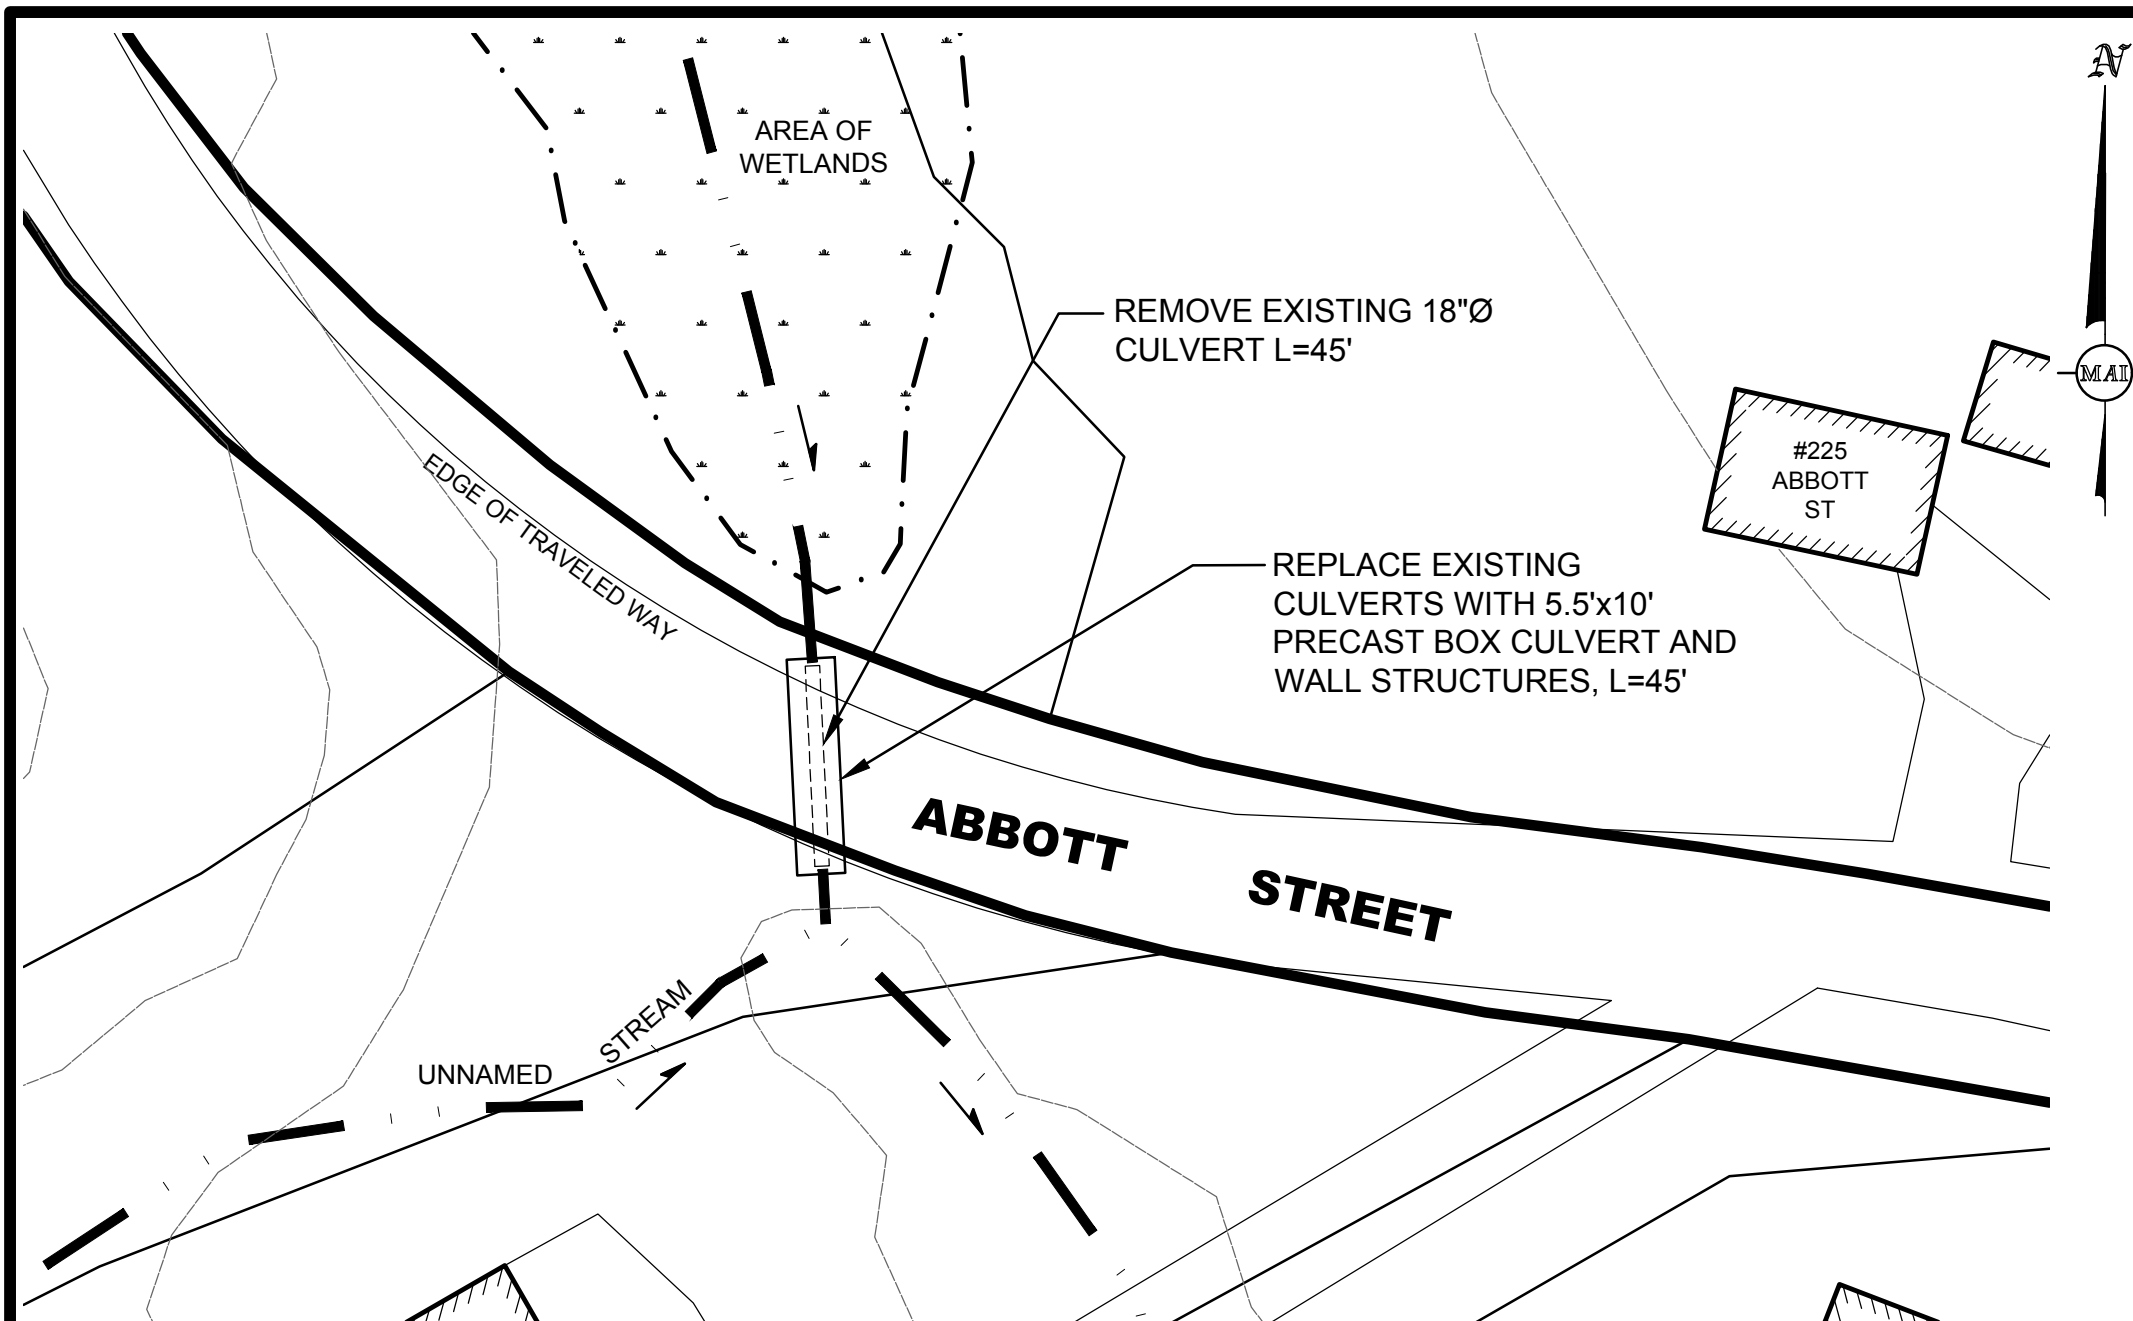 N
AREA OF
WETLANDS
REMOVE EXISTING 18"Ø
CULVERT L=45'
MAI
#225
ABBOTT
ST
EDGE OF TRAVELED WAY
REPLACE EXISTING
CULVERTS WITH 5.5'x10'
PRECAST BOX CULVERT AND
WALL STRUCTURES, L=45'
ABBOTT STREET
UNNAMED STREAM